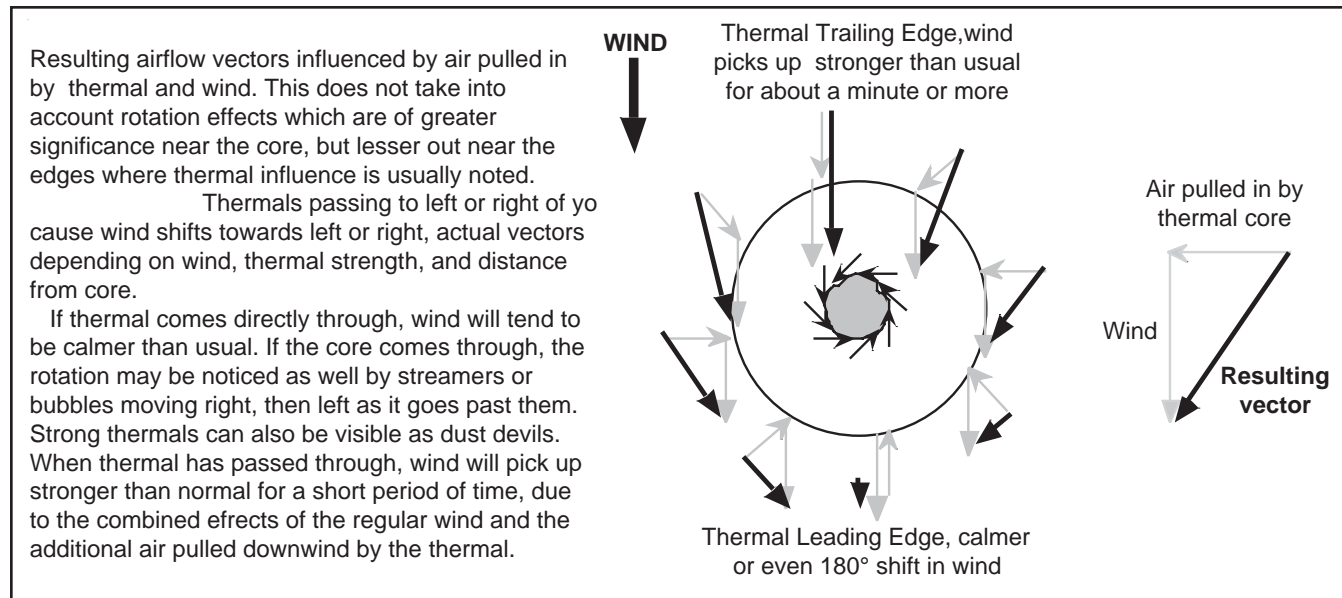 Resulting airflow vectors influenced by air pulled in
by thermal and wind. This does not take into
account rotation effects which are of greater
significance near the core, but lesser out near the
edges where thermal influence is usually noted.
Thermals passing to left or right of yo
cause wind shifts towards left or right, actual vectors
depending on wind, thermal strength, and distance
from core.
If thermal comes directly through, wind will tend to
be calmer than usual. If the core comes through, the
rotation may be noticed as well by streamers or
bubbles moving right, then left as it goes past them.
Strong thermals can also be visible as dust devils.
When thermal has passed through, wind will pick up
stronger than normal for a short period of time, due
to the combined efrects of the regular wind and the
additional air pulled downwind by the thermal.
WIND
Thermal Trailing Edge,wind
picks up stronger than usual
for about a minute or more
Air pulled in by
thermal core
Wind
Resulting
vector
Thermal Leading Edge, calmer
or even 180° shift in wind